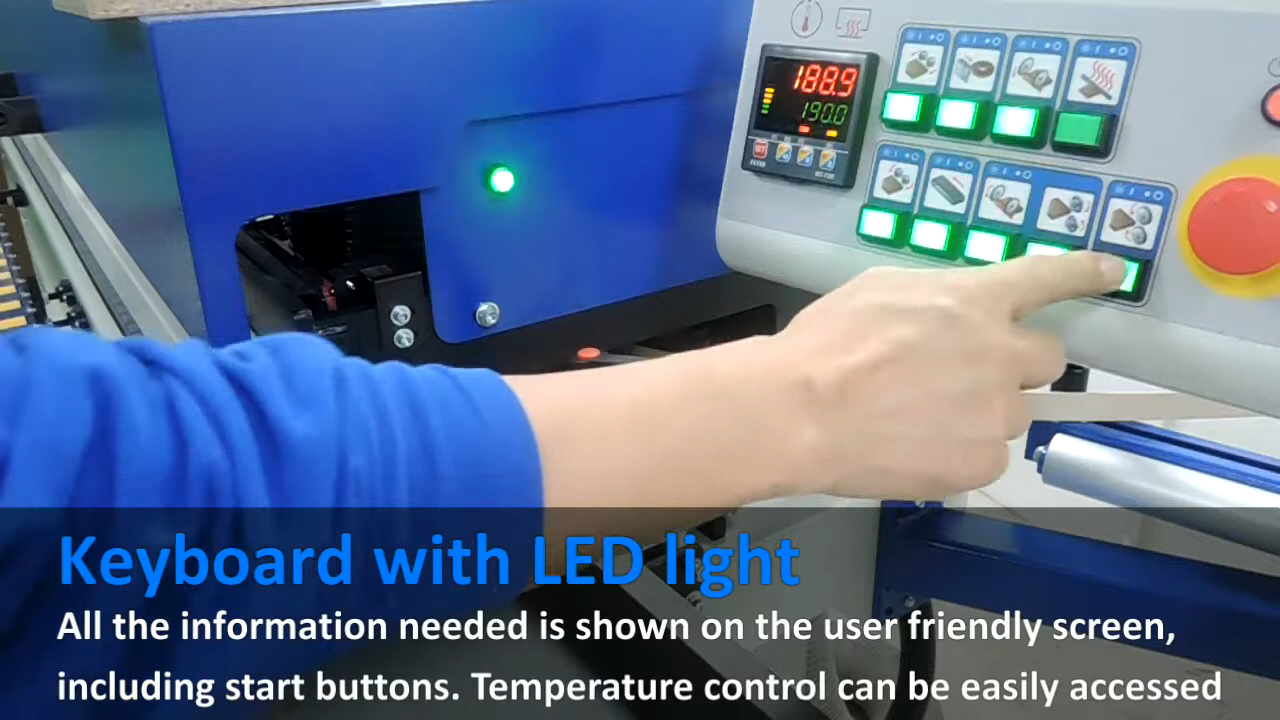 188.9
190.0
SET
Keyboard with LED light
All the information needed is shown on the user friendly screen,
including start buttons. Temperature control can be easily accessed